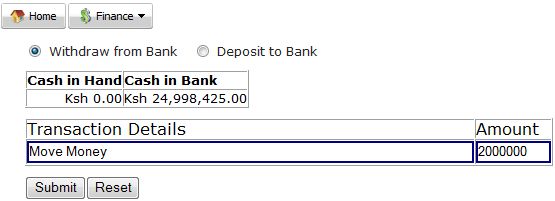 Home Finance
Withdraw from Bank Deposit to Bank
Cash in Hand Cash in Bank
Ksh 0.00 Ksh 24,998,425.00
Transaction Details Amount
Move Money 2000000
Submit Reset